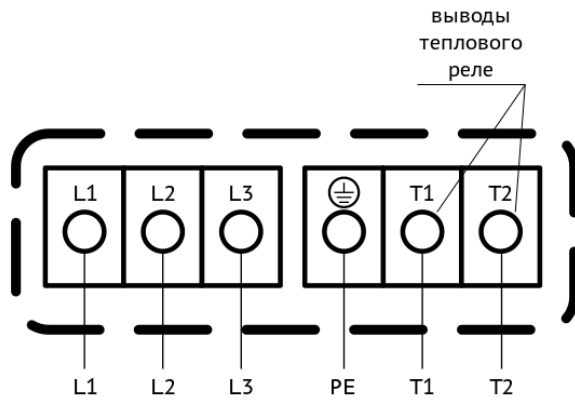 выводы
теплового
реле
L1 L2 L3 T1 T2
L1 L2 L3 PE T1 T2